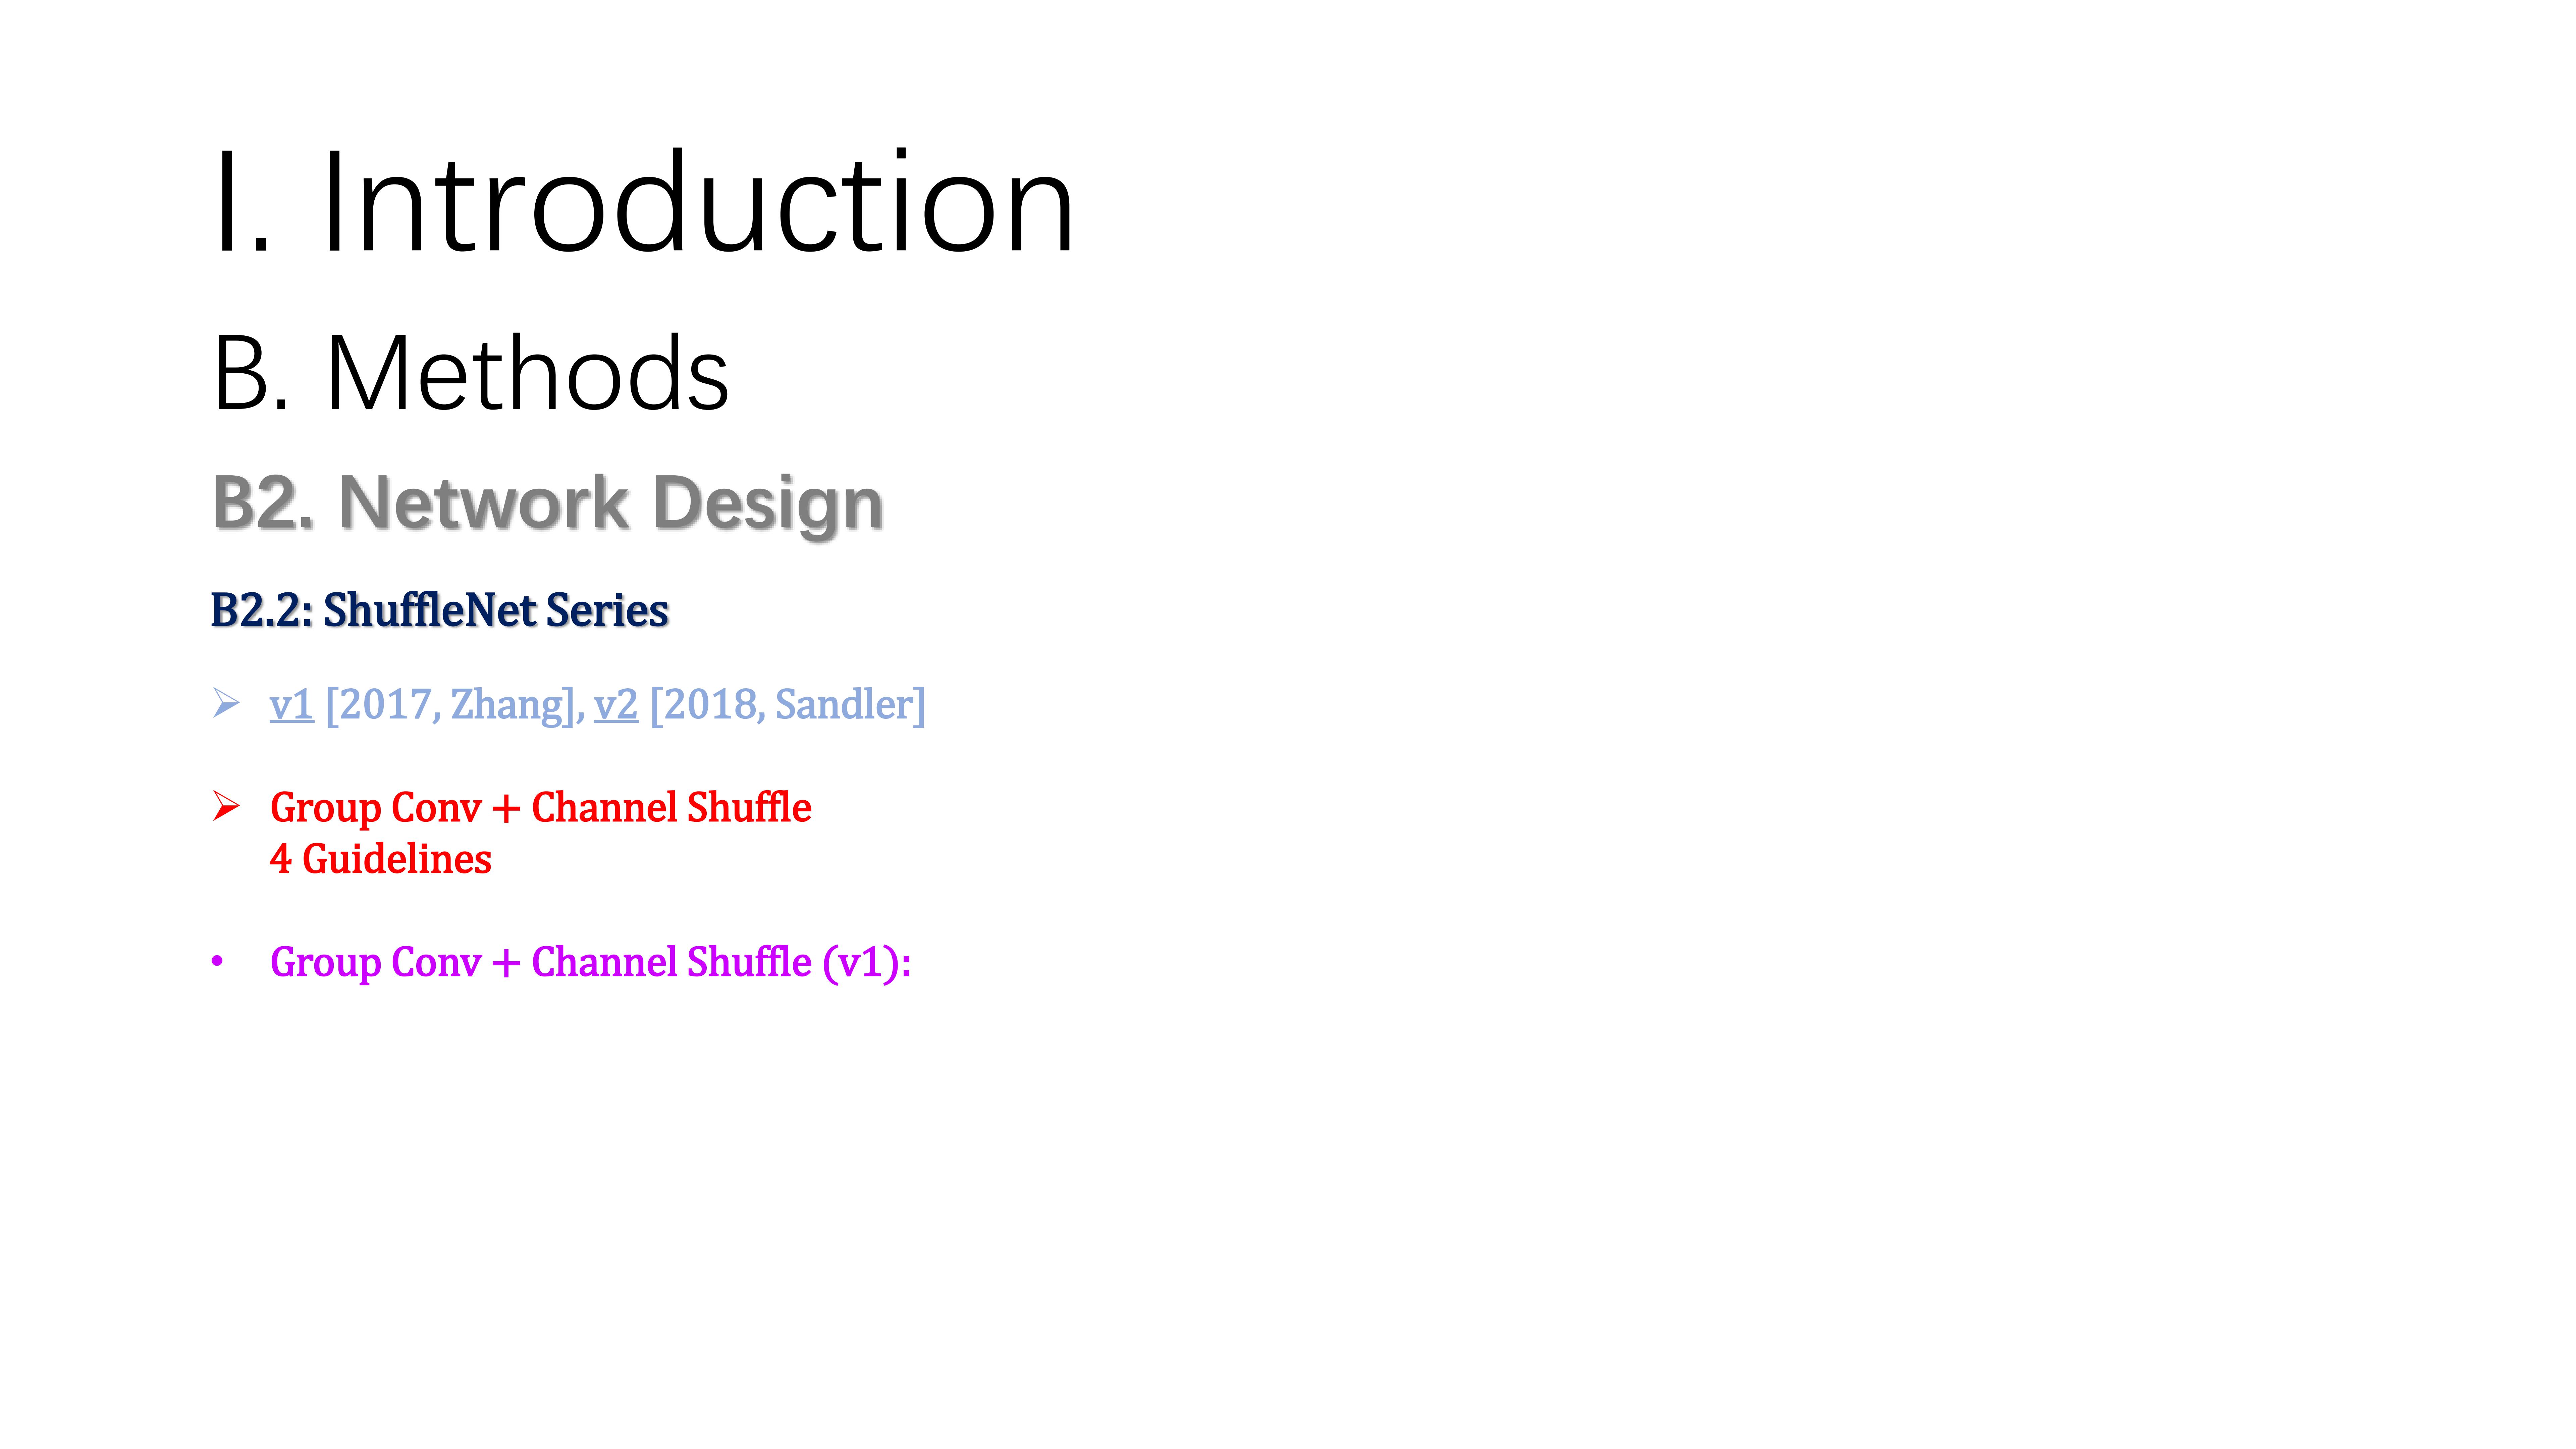 I. Introduction
B. Methods
B2. Network Design
B2.2: ShuffleNet Series
➢ v1 [2017, Zhang], v2 [2018, Sandler]
➢ Group Conv + Channel Shuffle
4 Guidelines
• Group Conv + Channel Shuffle (v1):